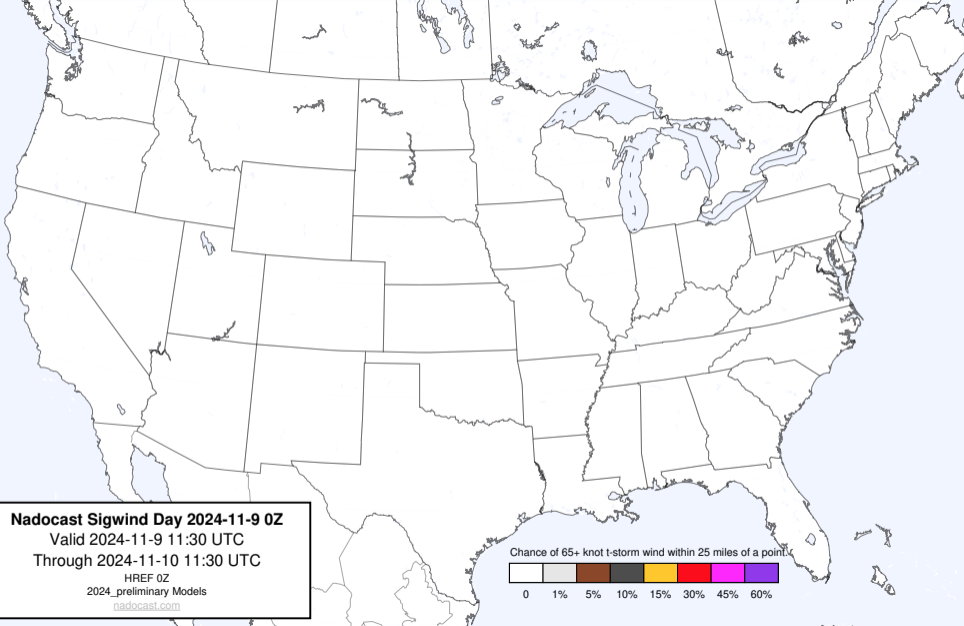 Nadocast Sigwind Day 2024-11-9 0Z
Valid 2024-11-9 11:30 UTC
Through 2024-11-10 11:30 UTC
HREF 0Z
2024_preliminary Models
nadocast.com
Chance of 65+ knot t-storm wind within 25 miles of a point.
0 1% 5% 10% 15% 30% 45% 60%